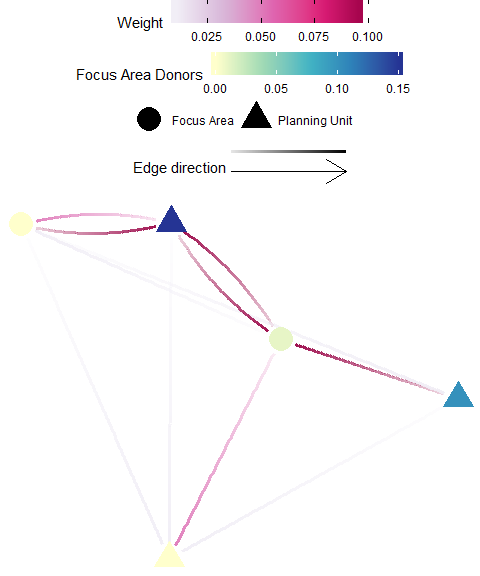 Weight
0.025 0.050 0.075 0.100
Focus Area Donors
0.00 0.05 0.10 0.15
Focus Area Planning Unit
Edge direction